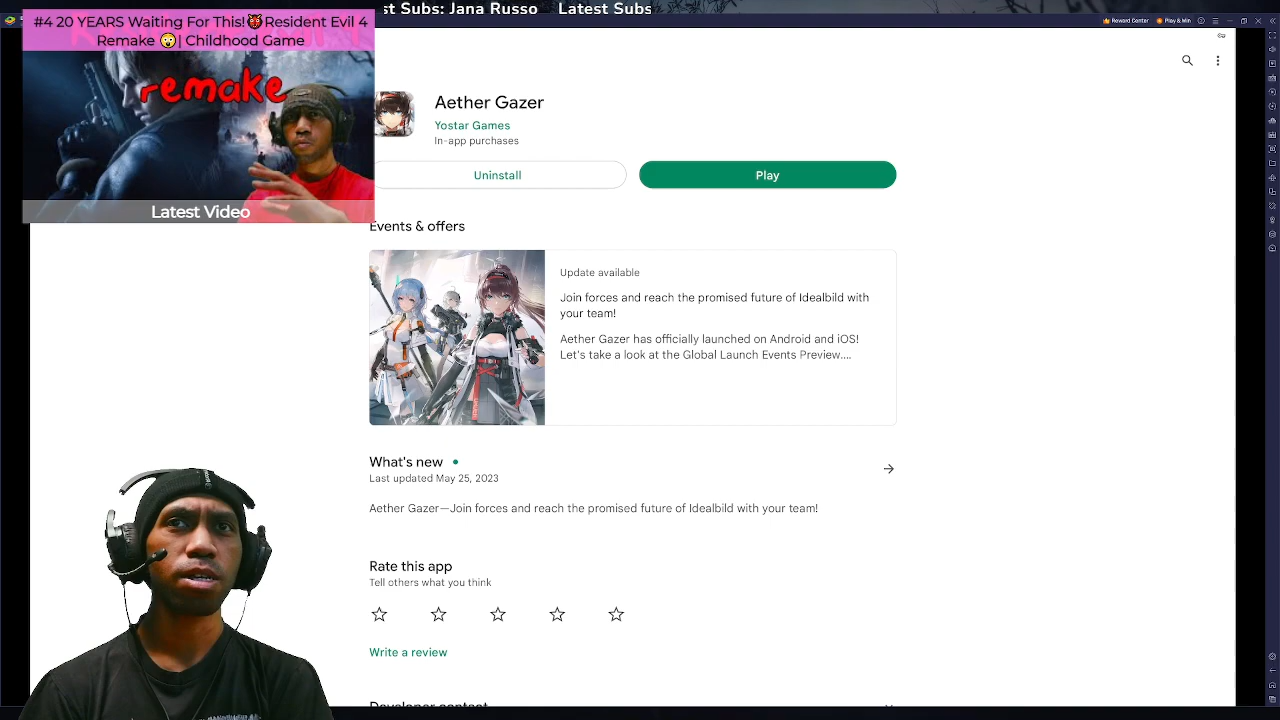 st Subs: Jana Russo
Latest Subs
#4 20 YEARS Waiting For This!👹Resident Evil 4
Remake 😲| Childhood Game
remake
Latest Video
Reward Center
Play & Win
Aether Gazer
Yostar Games
In-app purchases
Uninstall
Play
Events & offers
Update available
Join forces and reach the promised future of Idealbild with
your team!
Aether Gazer has officially launched on Android and iOS!
Let's take a look at the Global Launch Events Preview....
What's new
Last updated May 25, 2023
Aether Gazer—Join forces and reach the promised future of Idealbild with your team!
Rate this app
Tell others what you think
Write a review
Developer contact